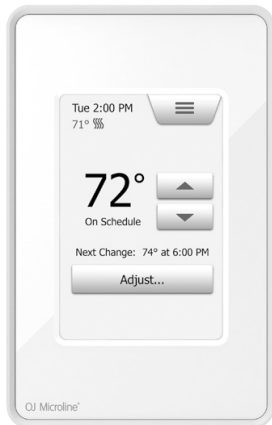 Tue 2:00 PM
71°
72°
On Schedule
Next Change: 74° at 6:00 PM
Adjust...
OJ Microline®